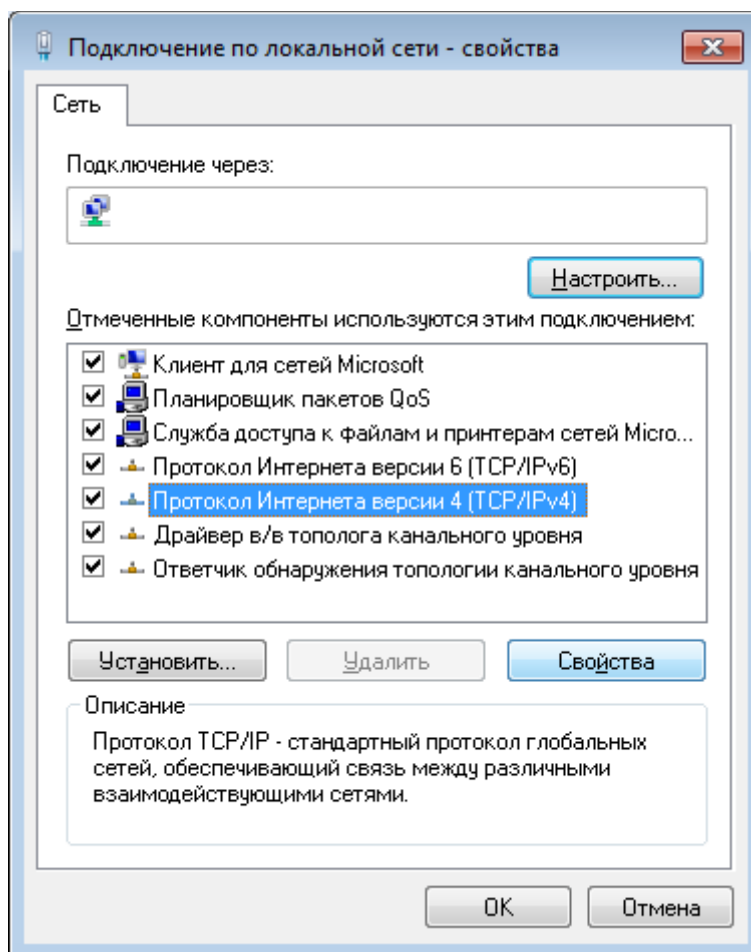 Подключение по локальной сети - свойства
Сеть
Подключение через:
Настроить...
Отмеченные компоненты используются этим подключением:
Клиент для сетей Microsoft
Планировщик пакетов QoS
Служба доступа к файлам и принтерам сетей Micro...
Протокол Интернета версии 6 (TCP/IPv6)
Протокол Интернета версии 4 (TCP/IPv4)
Драйвер в/в тополога канального уровня
Ответчик обнаружения топологии канального уровня
Установить...
Удалить
Свойства
Описание
Протокол TCP/IP - стандартный протокол глобальных
сетей, обеспечивающий связь между различными
взаимодействующими сетями.
OK
Отмена